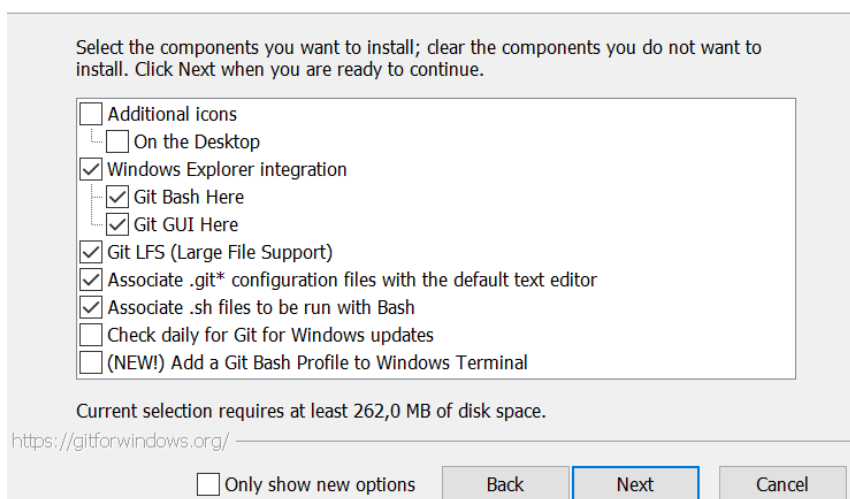 Select the components you want to install; clear the components you do not want to
install. Click Next when you are ready to continue.
Additional icons
On the Desktop
Windows Explorer integration
Git Bash Here
Git GUI Here
Git LFS (Large File Support)
Associate .git* configuration files with the default text editor
Associate .sh files to be run with Bash
Check daily for Git for Windows updates
(NEW!) Add a Git Bash Profile to Windows Terminal
Current selection requires at least 262,0 MB of disk space.
https://gitforwindows.org/
Only show new options Back Next Cancel